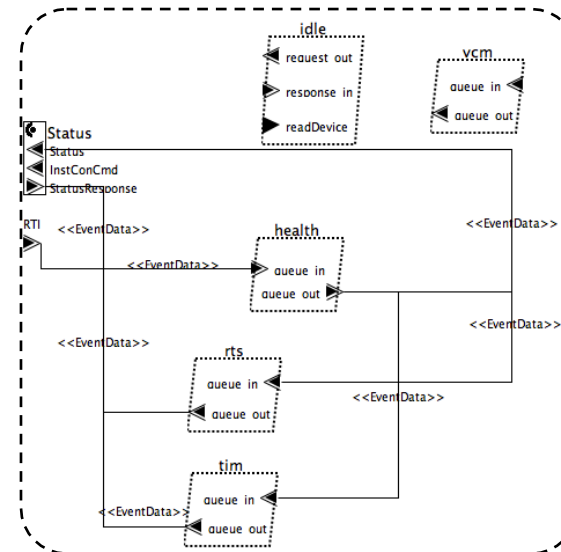 idle
request out
response in
readDevice
vcm
queue in
queue out
Status
Status
InstConCmd
StatusResponse
RTI
<<EventData>>
<<EventData>>
health
<<EventData>>
queue in
queue out
<<EventData>>
<<EventData>>
rts
queue in
<<EventData>>
queue out
tim
queue in
<<EventData>>
queue out